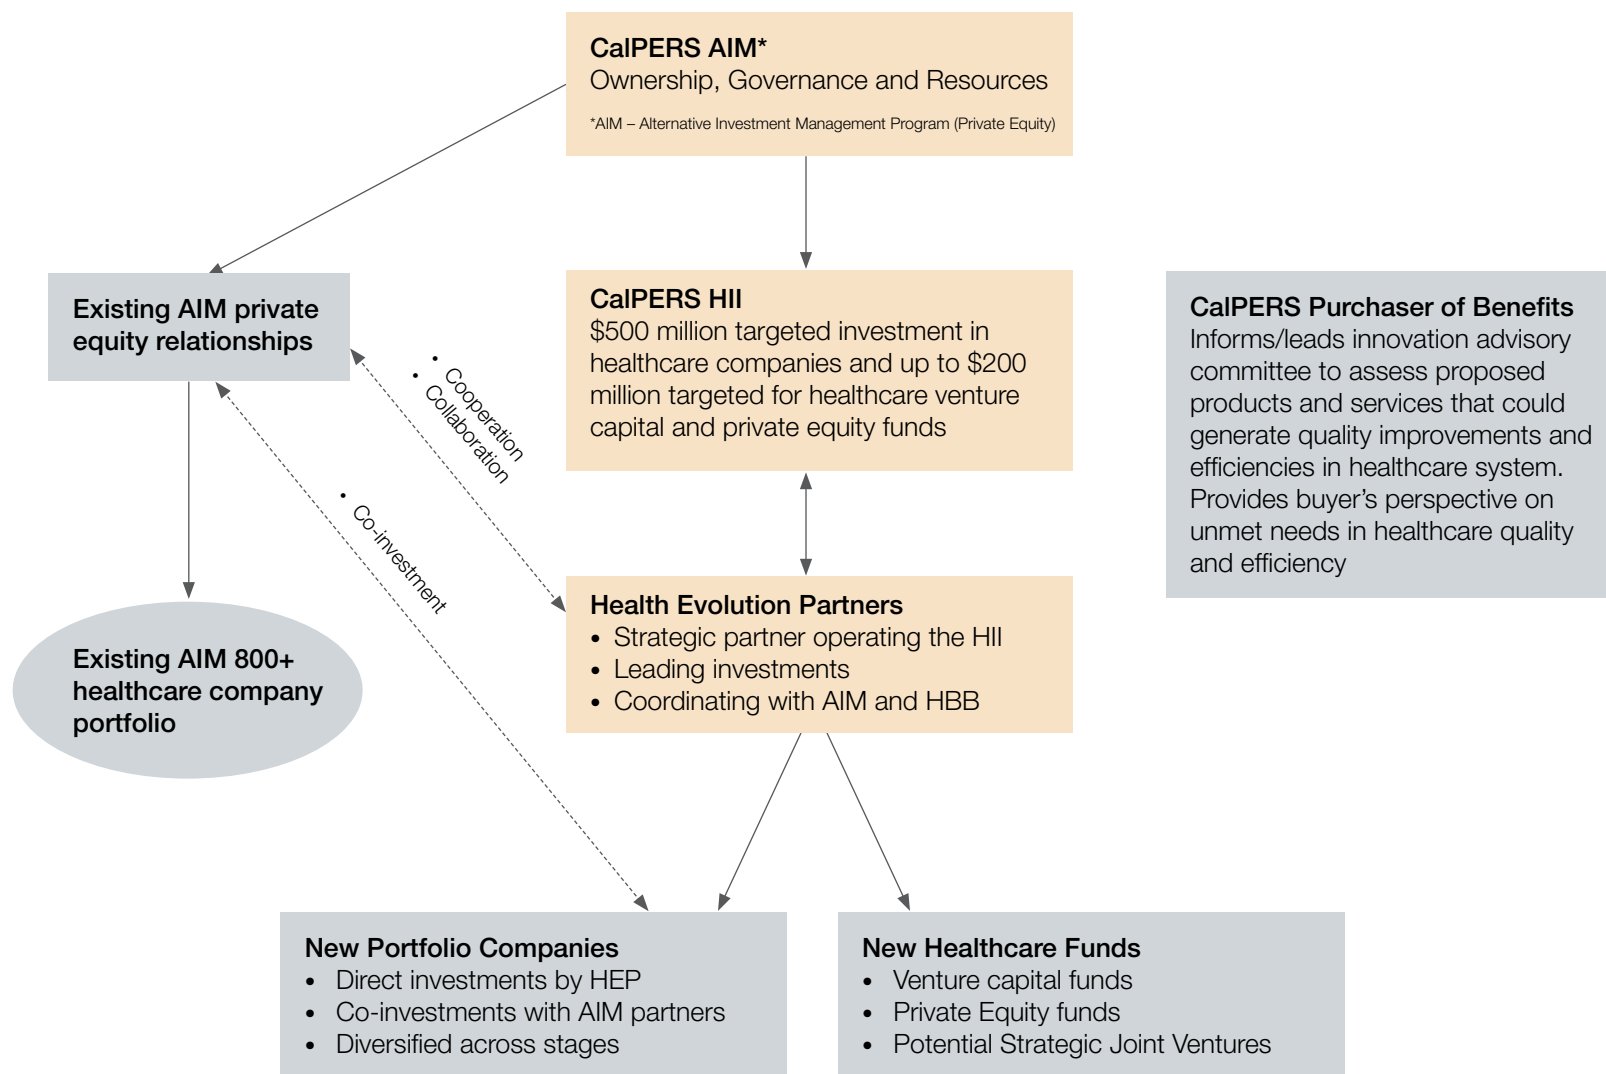 CalPERS AIM*
Ownership, Governance and Resources
*AIM – Alternative Investment Management Program (Private Equity)
Existing AIM private
equity relationships
• Cooperation
• Collaboration
• Co-investment
CalPERS HII
$500 million targeted investment in
healthcare companies and up to $200
million targeted for healthcare venture
capital and private equity funds
CalPERS Purchaser of Benefits
Informs/leads innovation advisory
committee to assess proposed
products and services that could
generate quality improvements and
efficiencies in healthcare system.
Provides buyer’s perspective on
unmet needs in healthcare quality
and efficiency
Existing AIM 800+
healthcare company
portfolio
Health Evolution Partners
• Strategic partner operating the HII
• Leading investments
• Coordinating with AIM and HBB
New Portfolio Companies
• Direct investments by HEP
• Co-investments with AIM partners
• Diversified across stages
New Healthcare Funds
• Venture capital funds
• Private Equity funds
• Potential Strategic Joint Ventures